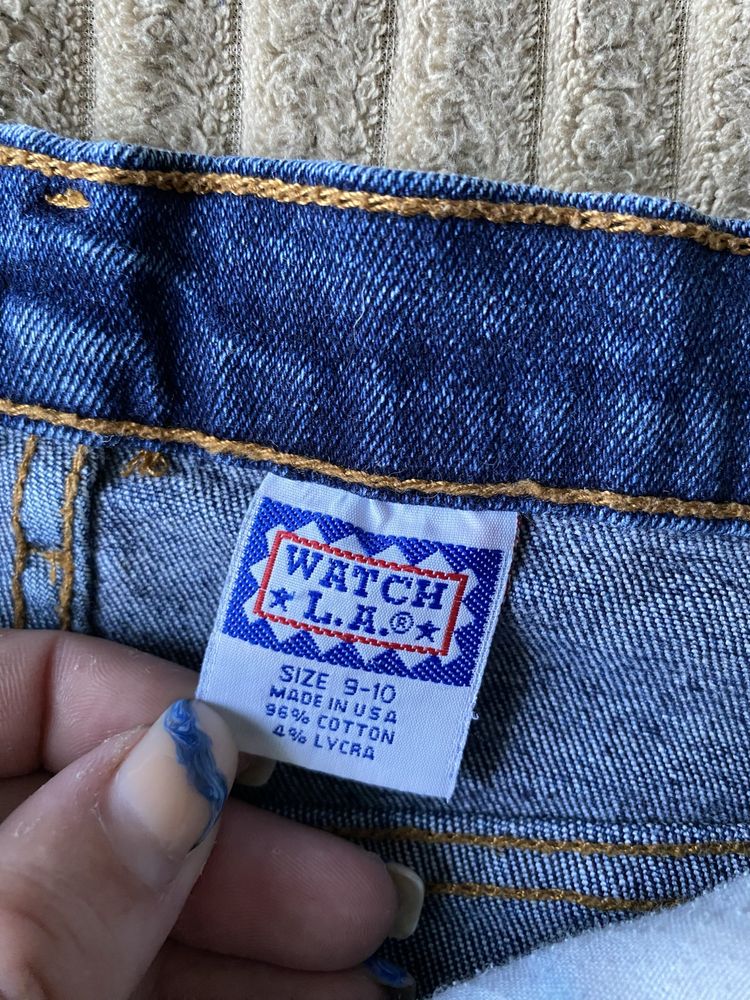 WATCH
★ L.A.® ★
SIZE 9-10
MADE IN USA
96% COTTON
4% LYCRA